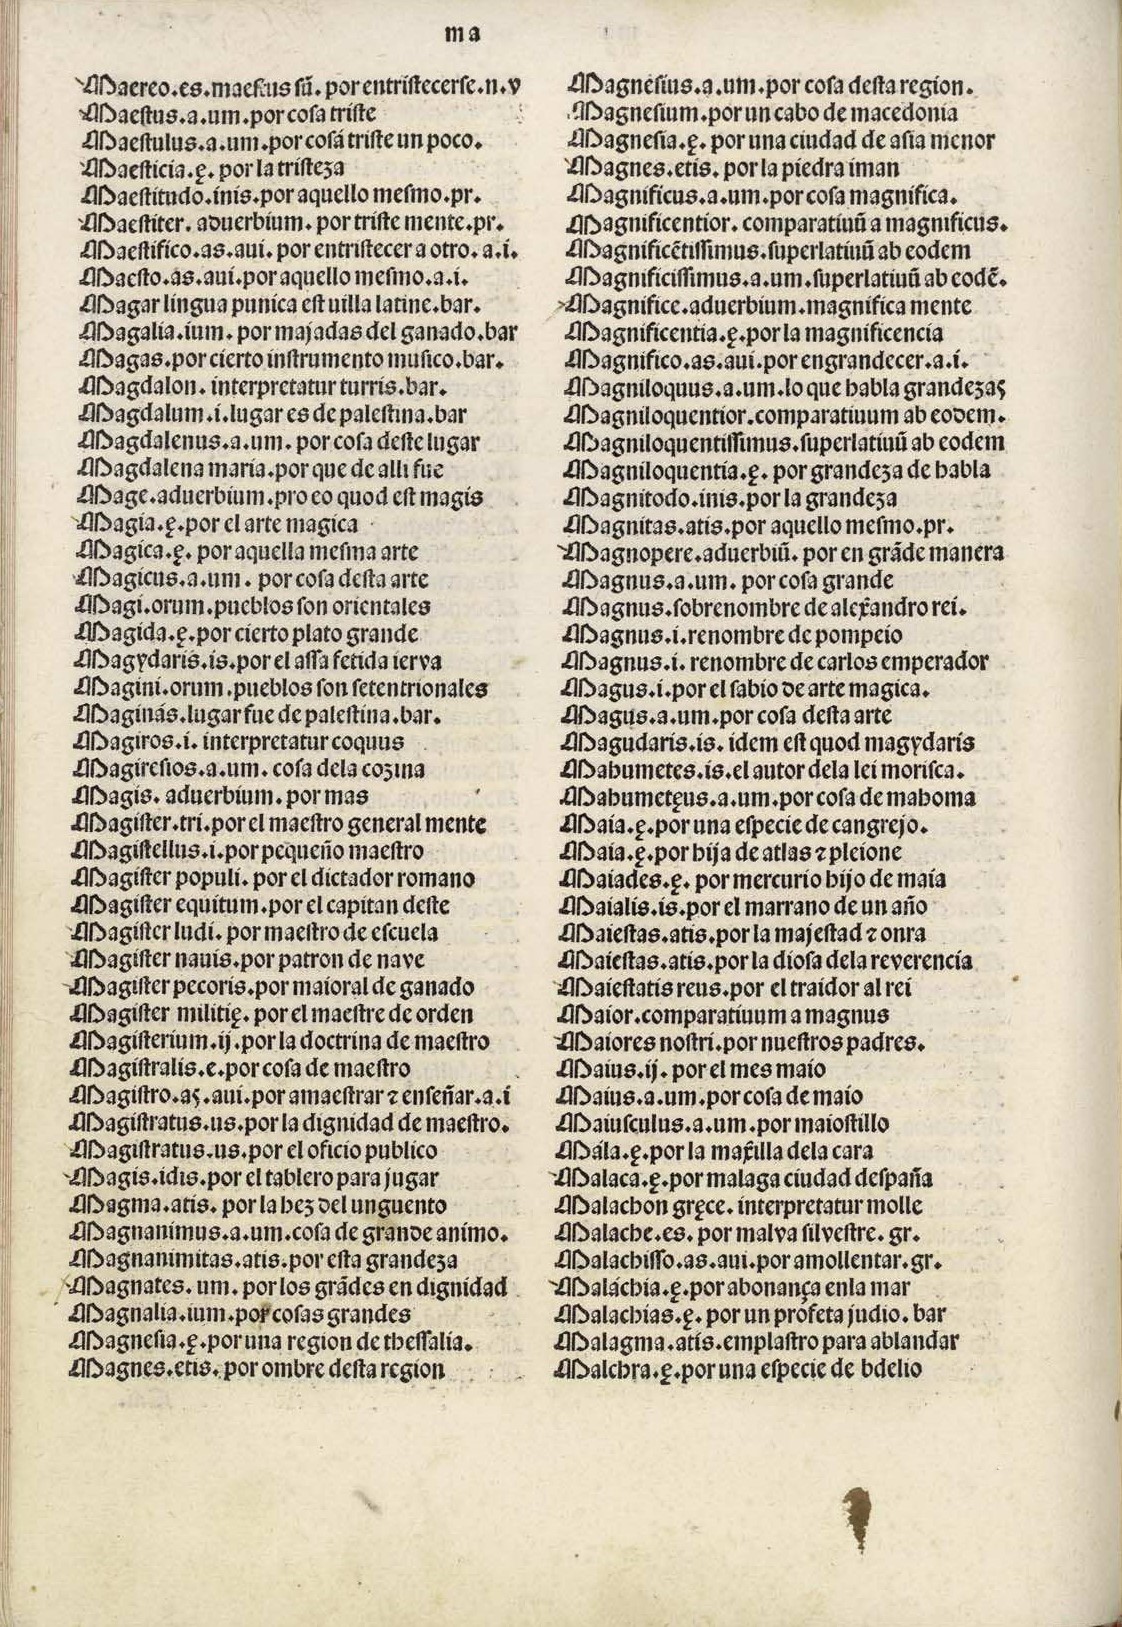 ma
Maereo.es.maestus sũ.por entristecerse.n.v
Maestus.a.um.por cosa triste
Maestulus.a.um.por cosa triste un poco.
Maesticia.ę.por la tristeza
Maestitudo.inis.por aquello mesmo.pr.
Maestiter.aduerbium.por triste mente.pr.
Maestifico.as.aui.por entristecer a otro.a.i.
Maesto.as.aui.por aquello mesmo.a.i.
Magar lingua punica est uilla latine.bar.
Magalia.ium.por majadas del ganado.bar
Magas.por cierto instrumento musico.bar.
Magdalon.interpretatur turris.bar.
Magdalum.i.lugar es de palestina.bar
Magdalenus.a.um.por cosa deste lugar
Magdalena maria.por que de alli fue
Mage.aduerbium.pro eo quod est magis
Magia.ę.por el arte magica
Magica.ę.por aquella mesma arte
Magicus.a.um.por cosa desta arte
Magi.orum.pueblos son orientales
Magida.ę.por cierto plato grande
Magydaris.is.por el assa fetida ierva
Magini.orum.pueblos son setentrionales
Maginas.lugar fue de palestina.bar.
Magiros.i.interpretatur coquus
Magiresios.a.um.cosa dela cozina
Magis.aduerbium.por mas
Magister.tri.por el maestro general mente
Magistellus.i.por pequeño maestro
Magister populi.por el dictador romano
Magister equitum.por el capitan deste
Magister ludi.por maestro de escuela
Magister nauis.por patron de nave
Magister pecoris.por maioral de ganado
Magister militię.por el maestre de orden
Magisterium.ij.por la doctrina de maestro
Magistralis.e.por cosa de maestro
Magistro.as.aui.por amaestrar ⁊ enseñar.a.i
Magistratus.us.por la dignidad de maestro.
Magistratus.us.por el oficio publico
Magis.idis.por el tablero para jugar
Magma.atis.por la hez del unguento
Magnanimus.a.um.cosa de grande animo.
Magnanimitas.atis.por esta grandeza
Magnates.um.por los grãdes en dignidad
Magnalia.ium.por cosas grandes
Magnesia.ę.por una region de thessalia.
Magnes.etis.por ombre desta region
Magnesius.a.um.por cosa desta region.
Magnesium.por un cabo de macedonia
Magnesia.ę.por una ciudad de asia menor
Magnes.etis.por la piedra iman
Magnificus.a.um.por cosa magnifica.
Magnificentior.comparatiuũ a magnificus.
Magnificẽtissimus.superlatiuũ ab eodem
Magnificissimus.a.um.superlatiuũ ab eodẽ.
Magnifice.aduerbium.magnifica mente
Magnificentia.ę.por la magnificencia
Magnifico.as.aui.por engrandecer.a.i.
Magniloquus.a.um.lo que habla grandezas
Magniloquentior.comparatiuum ab eodem.
Magniloquentissimus.superlatiuũ ab eodem
Magniloquentia.ę.por grandeza de habla
Magnitodo.inis.por la grandeza
Magnitas.atis.por aquello mesmo.pr.
Magnopere.aduerbiũ.por en grãde manera
Magnus.a.um.por cosa grande
Magnus.sobrenombre de alex̃andro rei.
Magnus.i.renombre de pompeio
Magnus.i.renombre de carlos emperador
Magus.i.por el sabio de arte magica.
Magus.a.um.por cosa desta arte
Magudaris.is.idem est quod magydaris
Mahumetes.is.el autor dela lei morisca.
Mahumetęus.a.um.por cosa de mahoma
Maia.ę.por una especie de cangrejo.
Maia.ę.por hija de atlas ⁊ pleione
Maiades.ę.por mercurio hijo de maia
Maialis.is.por el marrano de un año
Maiestas.atis.por la majestad ⁊ onra
Maiestas.atis.por la diosa dela reverencia
Maiestatis reus.por el traidor al rei
Maior.comparatiuum a magnus
Maiores nostri.por nuestros padres.
Maius.ij.por el mes maio
Maius.a.um.por cosa de maio
Maiusculus.a.um.por maiostillo
Mala.ę.por la max̃illa dela cara
Malaca.ę.por malaga ciudad despaña
Malachon gręce.interpretatur molle
Malache.es.por malva silvestre.gr.
Malachisso.as.aui.por amollentar.gr.
Malachia.ę.por abonança enla mar
Malachias.ę.por un profeta judio.bar
Malagma.atis.emplastro para ablandar
Malchra.ę.por una especie de bdelio